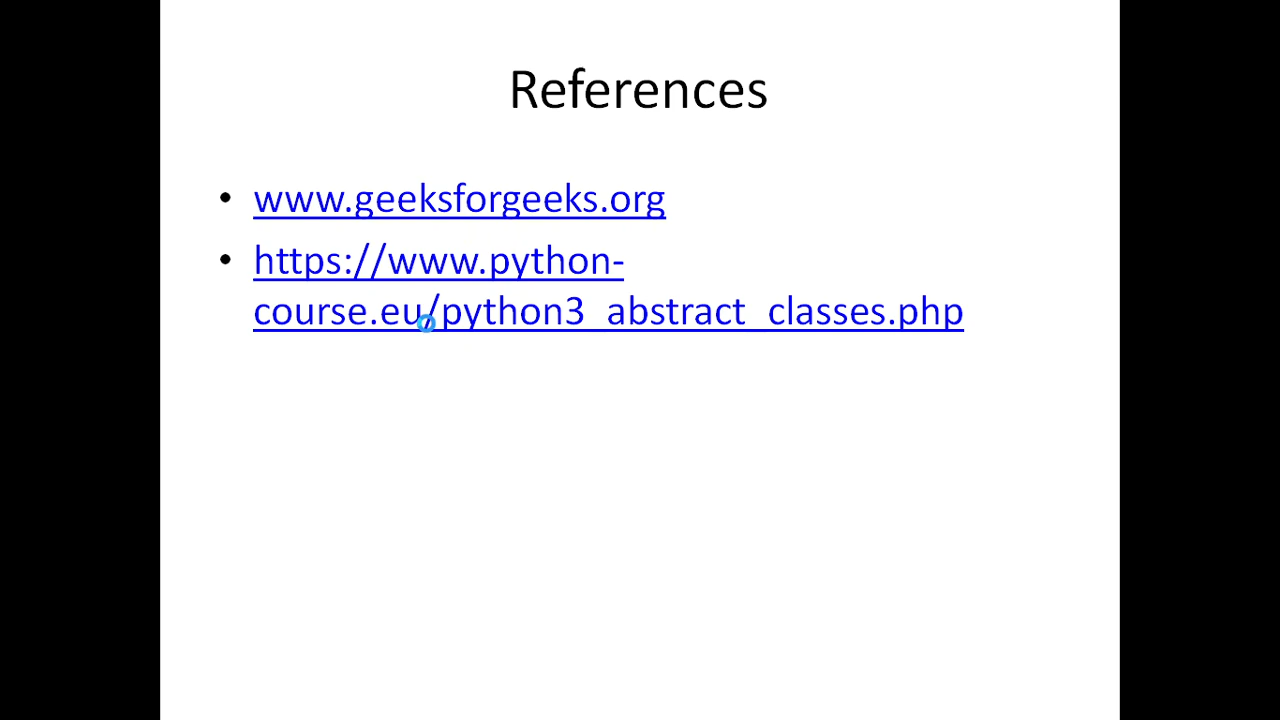 References
• www.geeksforgeeks.org
• https://www.python-
course.eu/python3_abstract_classes.php